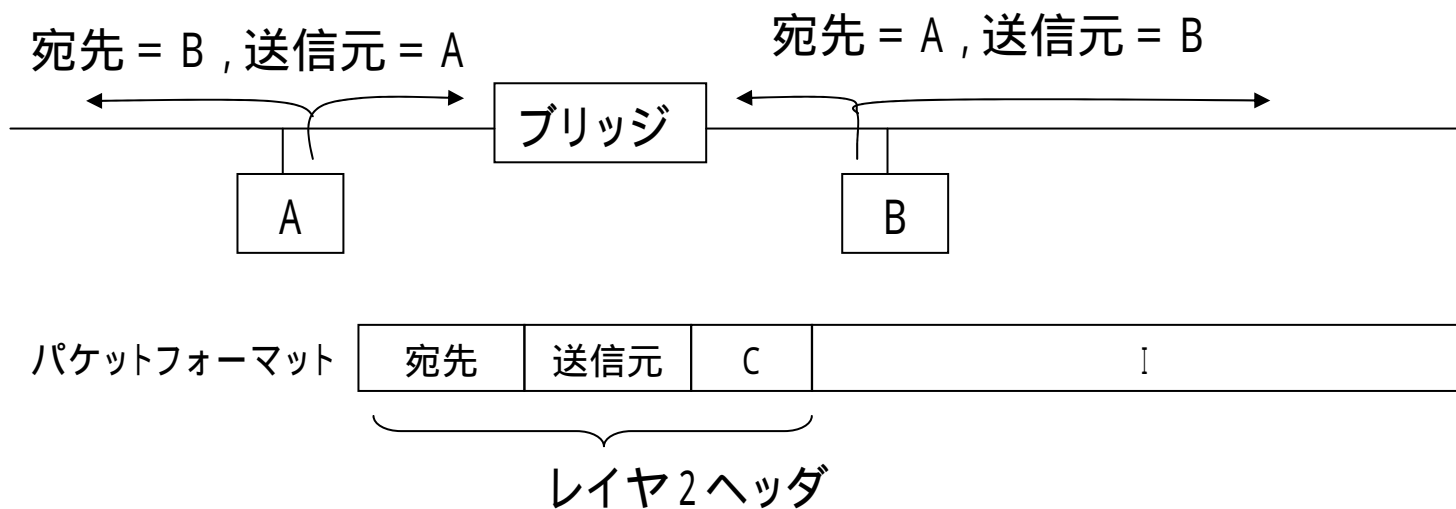 宛先 = B , 送信元 = A
宛先 = A , 送信元 = B
ブリッジ
A
B
パケットフォーマット
宛先
送信元
C
I
レイヤ2ヘッダ